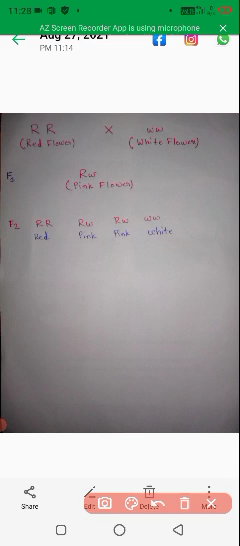 11:28
AZ Screen Recorder App is using microphone
Aug 27, 2021
PM 11:14
RR X ww
(Red Flower) (White Flower)
F1 Rw
(Pink Flower)
F2 RR Rw Rw ww
Red Pink Pink White
Share Edit Delete More